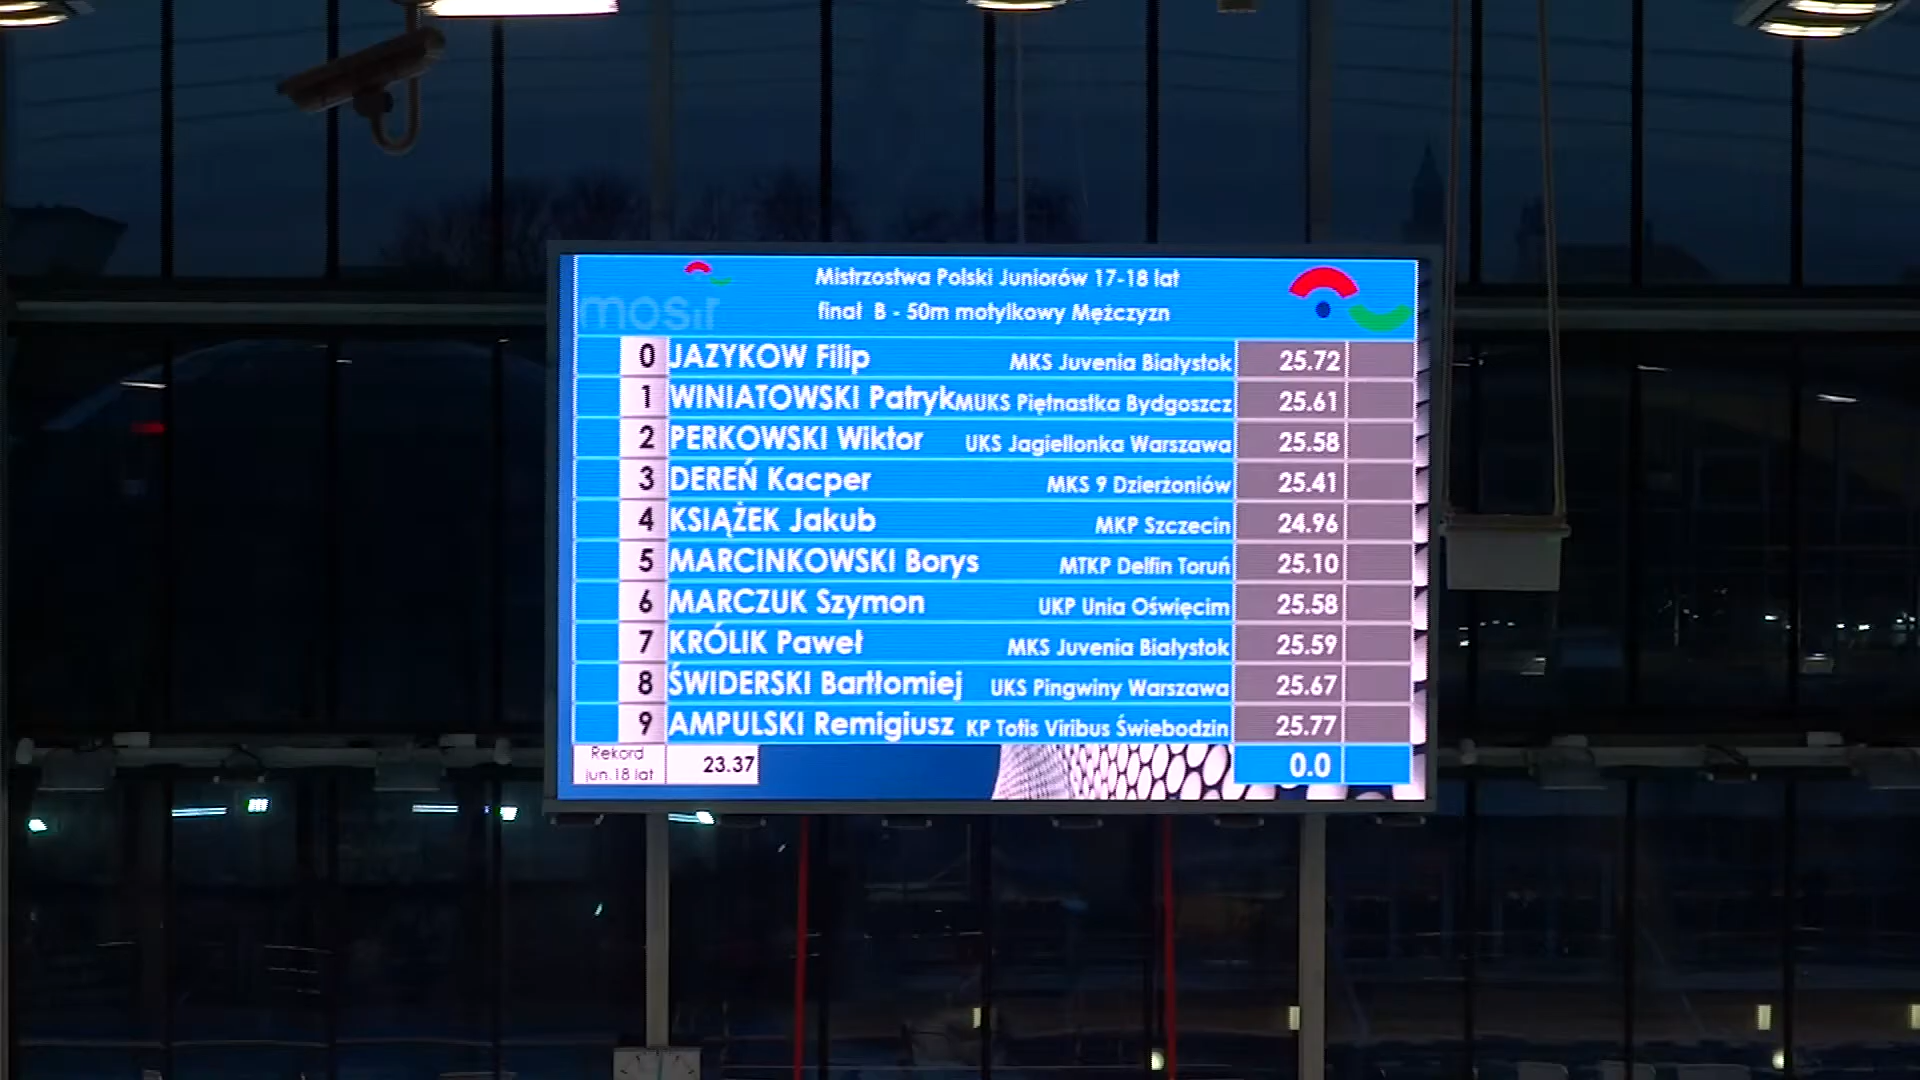 mosir
Mistrzostwa Polski Juniorów 17-18 lat
finał B - 50m motylkowy Mężczyzn
0 JAZYKOW Filip MKS Juvenia Białystok 25.72
1 WINIATOWSKI Patryk MUKS Piętnastka Bydgoszcz 25.61
2 PERKOWSKI Wiktor UKS Jagiellonka Warszawa 25.58
3 DEREŃ Kacper MKS 9 Dzierżoniów 25.41
4 KSIĄŻEK Jakub MKP Szczecin 24.96
5 MARCINKOWSKI Borys MTKP Delfin Toruń 25.10
6 MARCZUK Szymon UKP Unia Oświęcim 25.58
7 KRÓLIK Paweł MKS Juvenia Białystok 25.59
8 ŚWIDERSKI Bartłomiej UKS Pingwiny Warszawa 25.67
9 AMPULSKI Remigiusz KP Totis Viribus Świebodzin 25.77
Rekord jun.18 lat 23.37 0.0